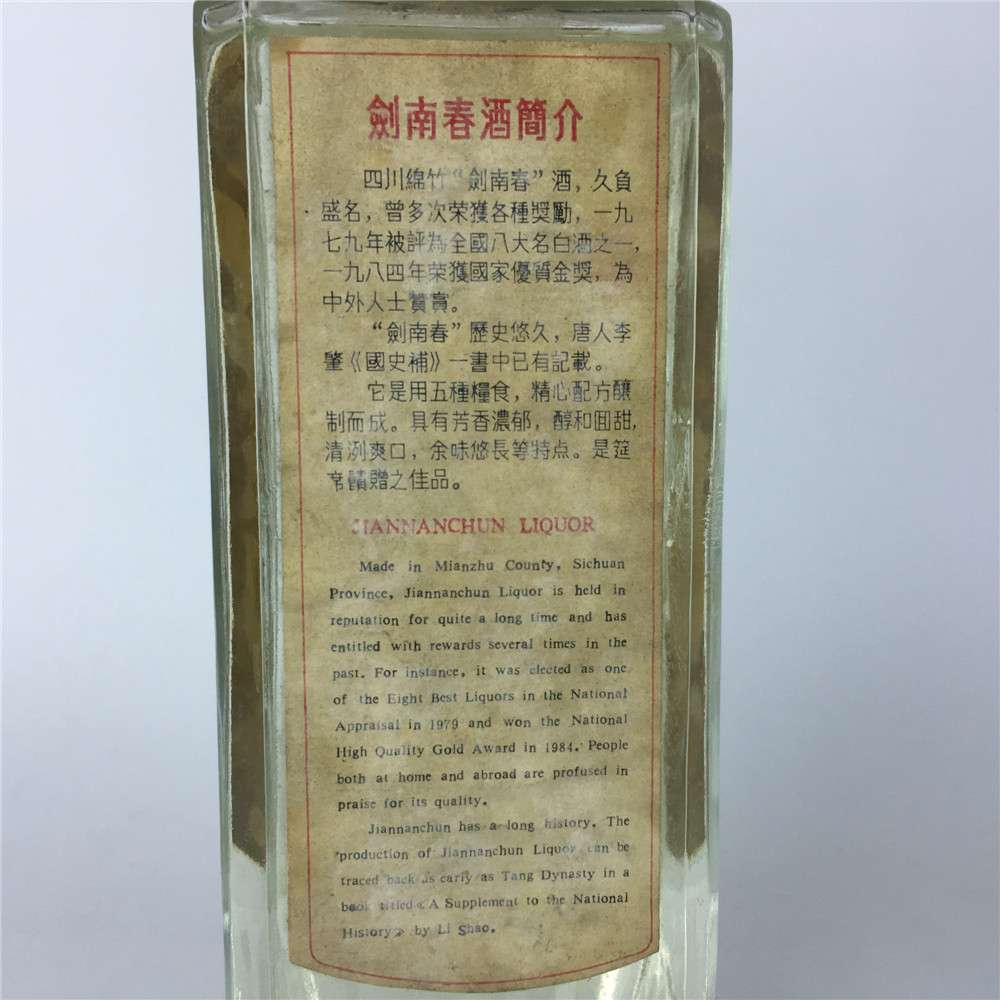 劍南春酒簡介
四川綿竹“劍南春”酒，久負
盛名，曾多次荣獲各種獎勵，一九
七九年被評為全國八大名白酒之一，
一九八四年荣獲國家優質金獎，為
中外人士贊賞。
“劍南春”歷史悠久，唐人李
肇《國史補》一書中已有記載。
它是用五種糧食，精心配方釀
制而成。具有芳香濃郁，醇和回甜，
清洌爽口，余味悠長等特点。是筵
席饋贈之佳品。
JIANNANCHUN LIQUOR
Made in Mianzhu County, Sichuan
Province, Jiannanchun Liquor is held in
reputation for quite a long time and has
entitled with rewards several times in the
past. For instance, it was elected as one
of the Eight Best Liquors in the National
Appraisal in 1979 and won the National
High Quality Gold Award in 1984. People
both at home and abroad are profused in
praise for its quality.
Jiannanchun has a long history. The
production of Jiannanchun Liquor can be
traced back as early as Tang Dynasty in a
book titled《A Supplement to the National
History》by Li Shao.